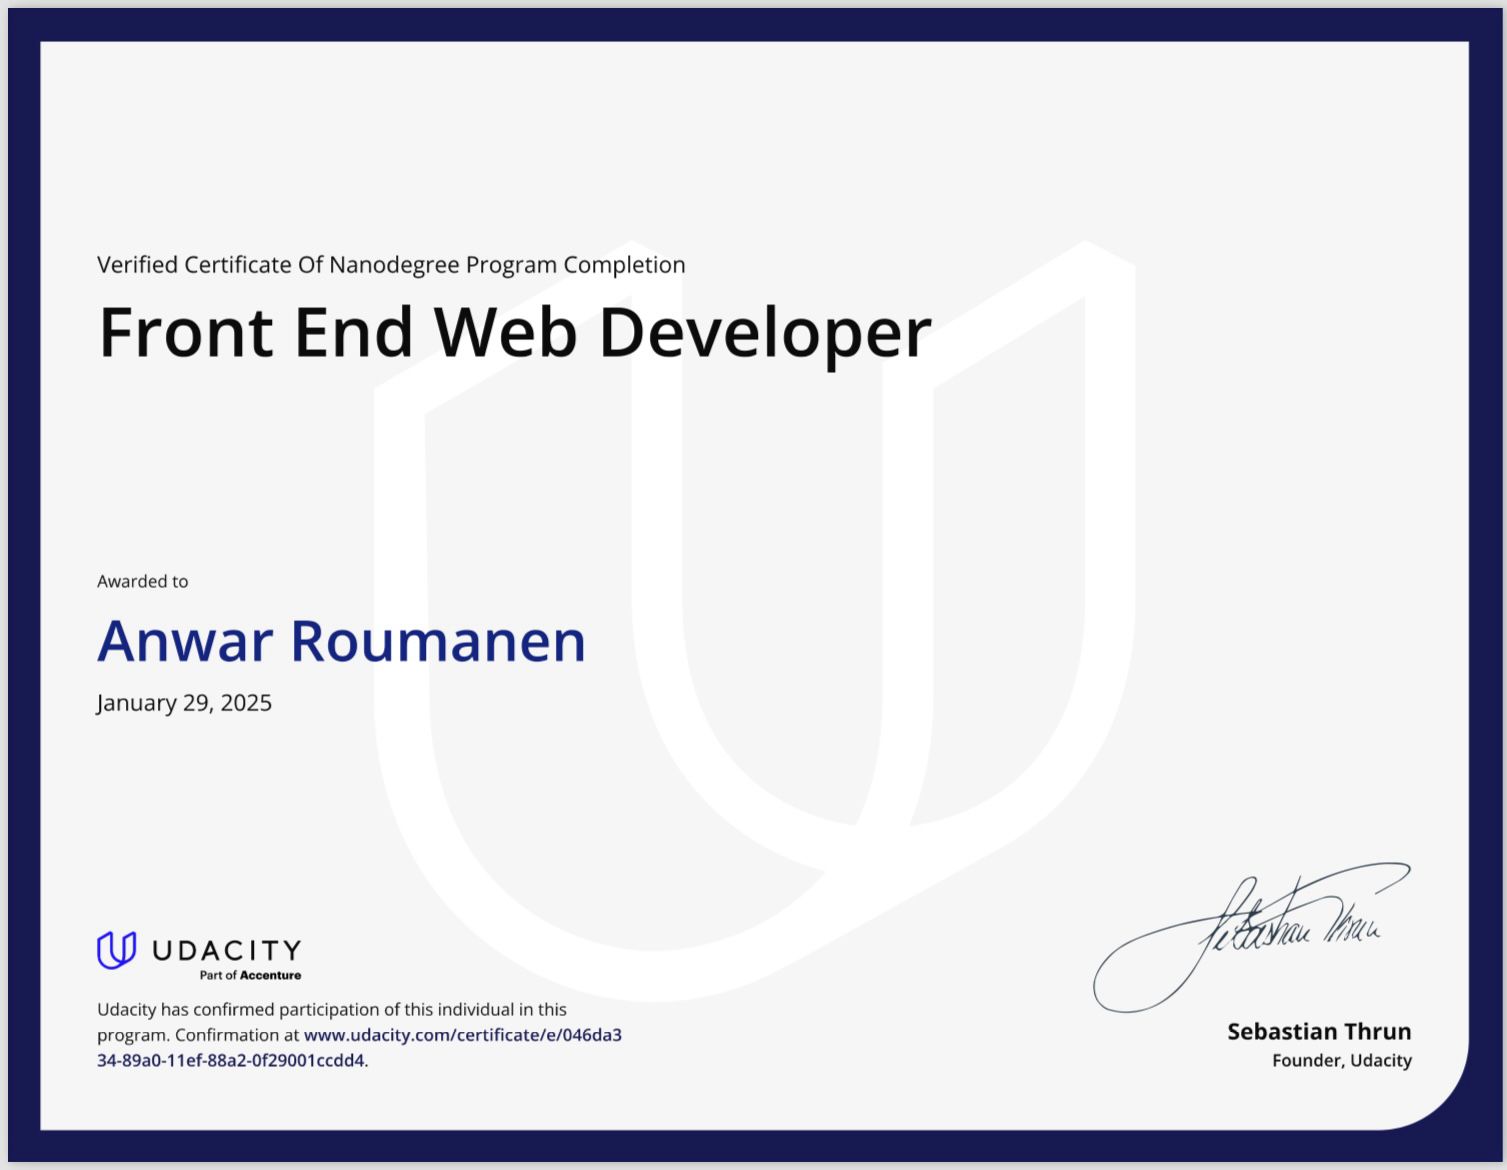 Verified Certificate Of Nanodegree Program Completion
Front End Web Developer
Awarded to
Anwar Roumanen
January 29, 2025
UDACITY
Part of Accenture
Udacity has confirmed participation of this individual in this
program. Confirmation at www.udacity.com/certificate/e/046da3
34-89a0-11ef-88a2-0f29001ccdd4.
Sebastian Thrun
Sebastian Thrun
Founder, Udacity